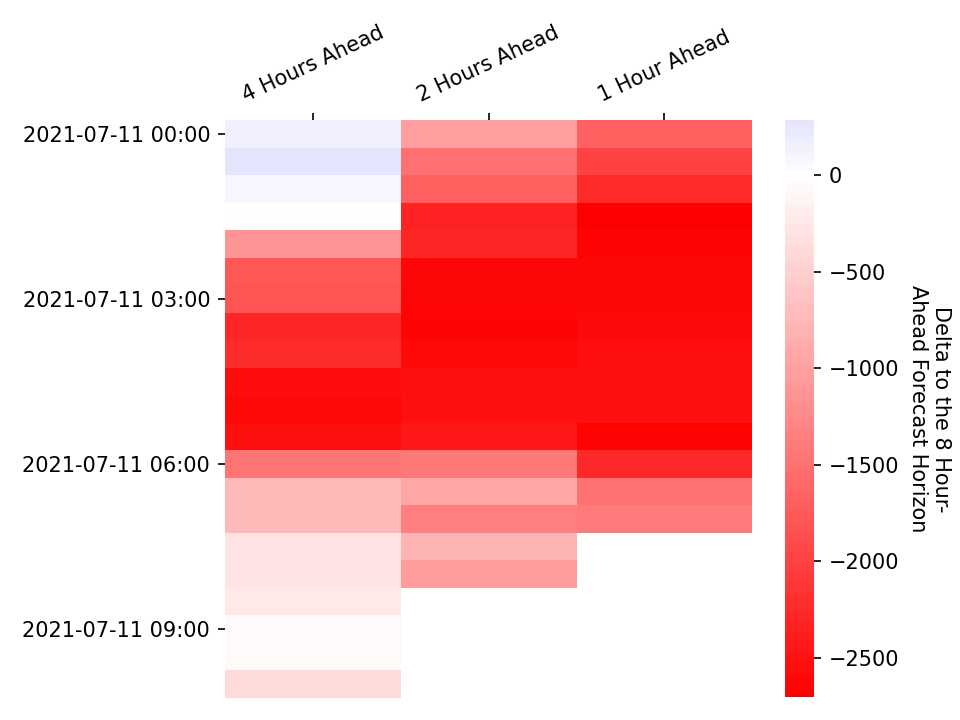 4 Hours Ahead
2 Hours Ahead
1 Hour Ahead
2021-07-11 00:00
2021-07-11 03:00
2021-07-11 06:00
2021-07-11 09:00
0
−500
−1000
−1500
−2000
−2500
Delta to the 8 Hour-
Ahead Forecast Horizon